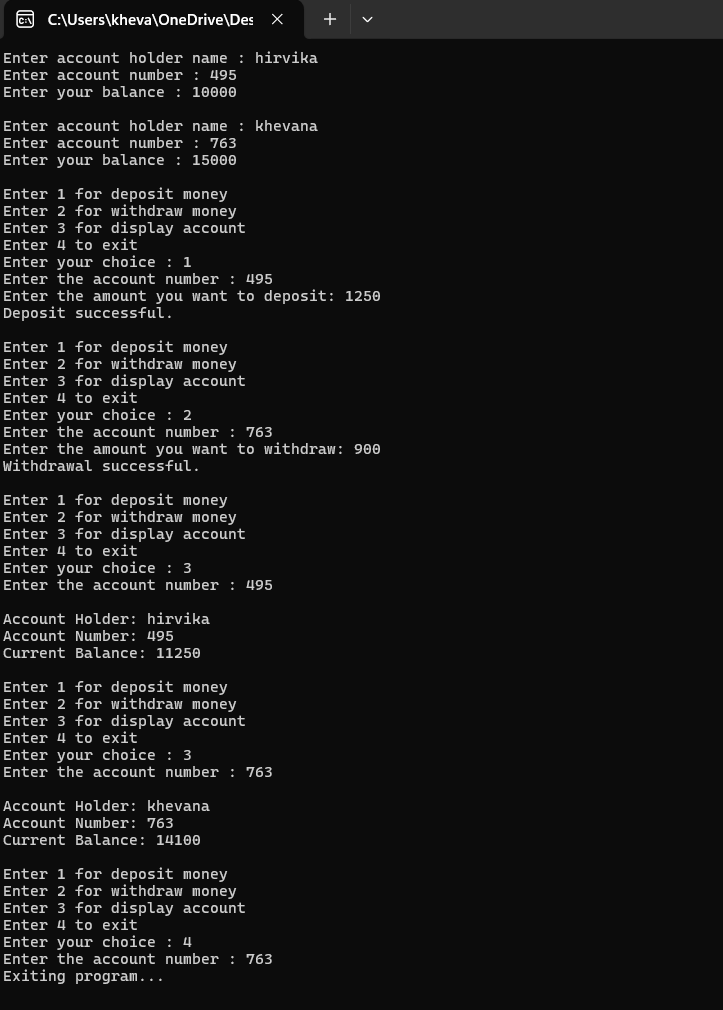 C:\Users\kheva\OneDrive\Des
Enter account holder name : hirvika
Enter account number : 495
Enter your balance : 10000
Enter account holder name : khevana
Enter account number : 763
Enter your balance : 15000
Enter 1 for deposit money
Enter 2 for withdraw money
Enter 3 for display account
Enter 4 to exit
Enter your choice : 1
Enter the account number : 495
Enter the amount you want to deposit: 1250
Deposit successful.
Enter 1 for deposit money
Enter 2 for withdraw money
Enter 3 for display account
Enter 4 to exit
Enter your choice : 2
Enter the account number : 763
Enter the amount you want to withdraw: 900
Withdrawal successful.
Enter 1 for deposit money
Enter 2 for withdraw money
Enter 3 for display account
Enter 4 to exit
Enter your choice : 3
Enter the account number : 495
Account Holder: hirvika
Account Number: 495
Current Balance: 11250
Enter 1 for deposit money
Enter 2 for withdraw money
Enter 3 for display account
Enter 4 to exit
Enter your choice : 3
Enter the account number : 763
Account Holder: khevana
Account Number: 763
Current Balance: 14100
Enter 1 for deposit money
Enter 2 for withdraw money
Enter 3 for display account
Enter 4 to exit
Enter your choice : 4
Enter the account number : 763
Exiting program...